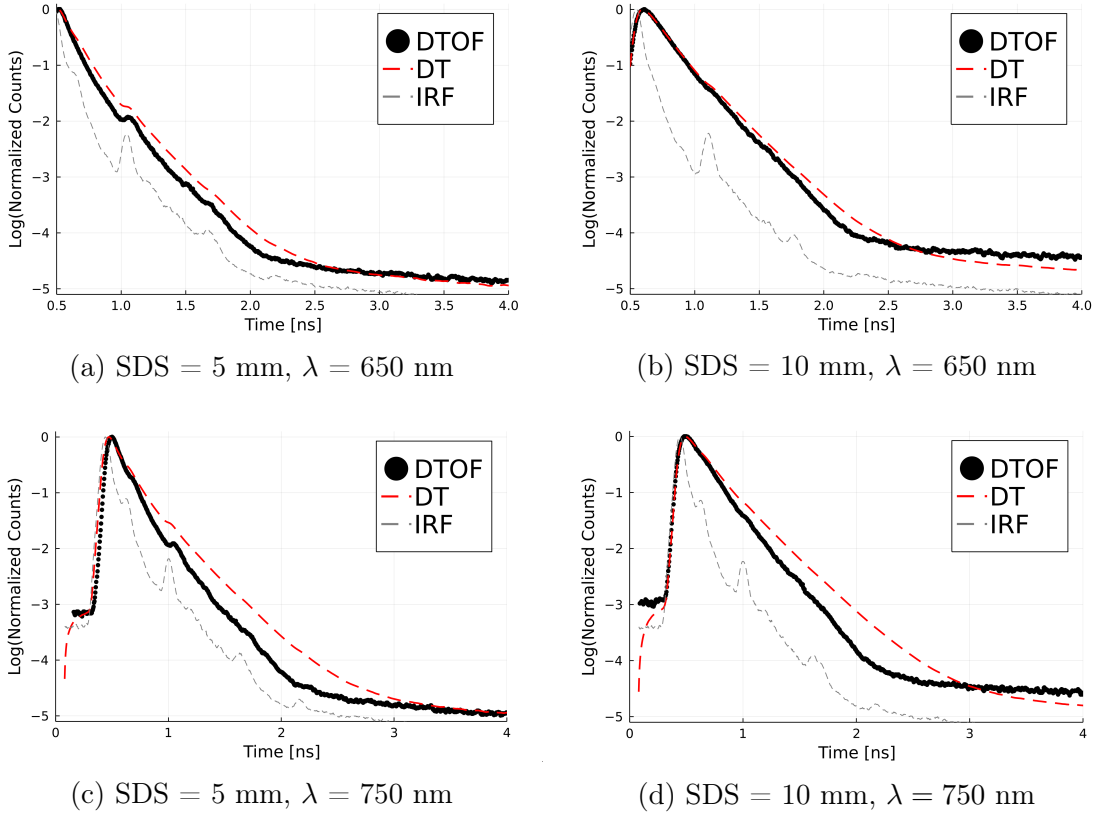 Log(Normalized Counts)
0
−1
−2
−3
−4
−5
DTOF
DT
IRF
0.5 1.0 1.5 2.0 2.5 3.0 3.5 4.0
Time [ns]
(a) SDS = 5 mm, λ = 650 nm
Log(Normalized Counts)
0
−1
−2
−3
−4
−5
DTOF
DT
IRF
0.5 1.0 1.5 2.0 2.5 3.0 3.5 4.0
Time [ns]
(b) SDS = 10 mm, λ = 650 nm
Log(Normalized Counts)
0
−1
−2
−3
−4
−5
DTOF
DT
IRF
0 1 2 3 4
Time [ns]
(c) SDS = 5 mm, λ = 750 nm
Log(Normalized Counts)
0
−1
−2
−3
−4
−5
DTOF
DT
IRF
0 1 2 3 4
Time [ns]
(d) SDS = 10 mm, λ = 750 nm